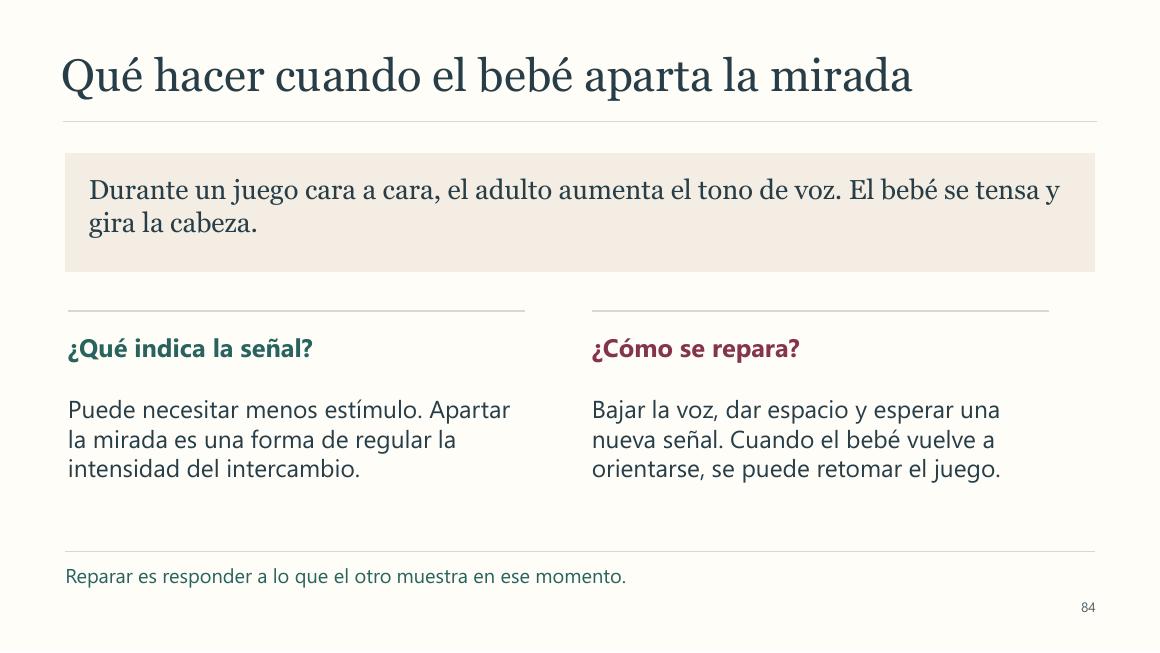 Qué hacer cuando el bebé aparta la mirada
Durante un juego cara a cara, el adulto aumenta el tono de voz. El bebé se tensa y
gira la cabeza.
¿Qué indica la señal?
Puede necesitar menos estímulo. Apartar
la mirada es una forma de regular la
intensidad del intercambio.
¿Cómo se repara?
Bajar la voz, dar espacio y esperar una
nueva señal. Cuando el bebé vuelve a
orientarse, se puede retomar el juego.
Reparar es responder a lo que el otro muestra en ese momento.
84